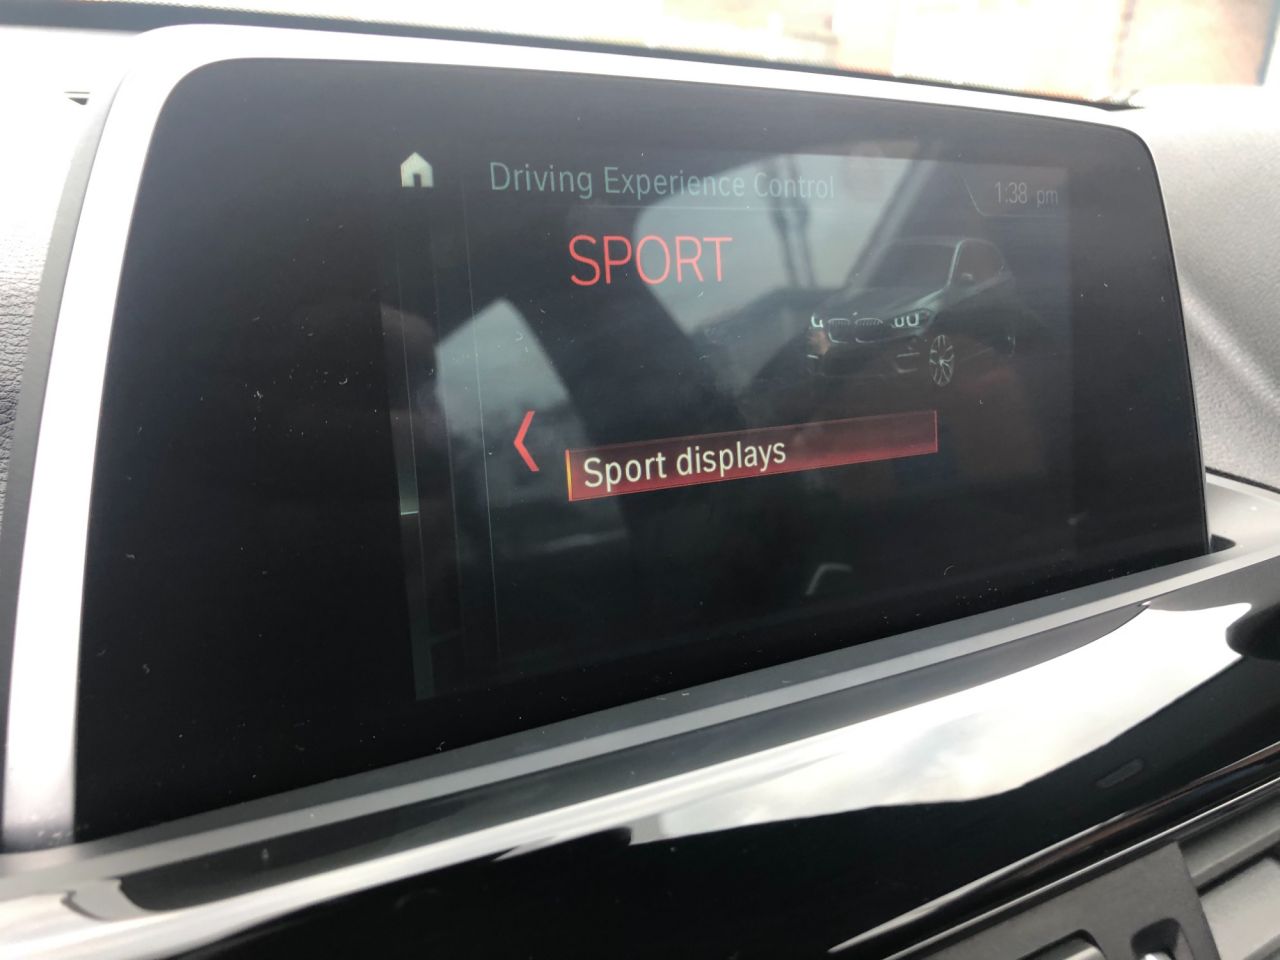 Driving Experience Control
1:38 pm
SPORT
Sport displays